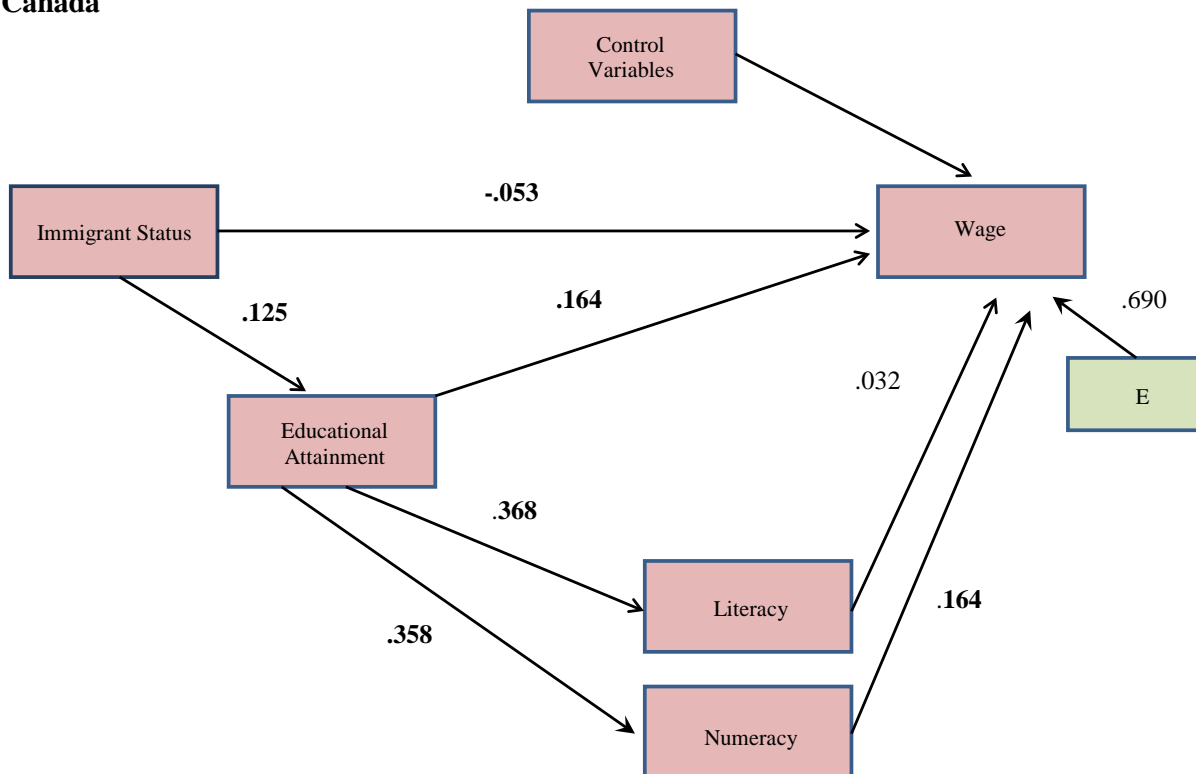 Canada
Control
Variables
-.053
Immigrant Status
Wage
.125
.164
.690
.032
E
Educational
Attainment
.368
Literacy
.164
.358
Numeracy